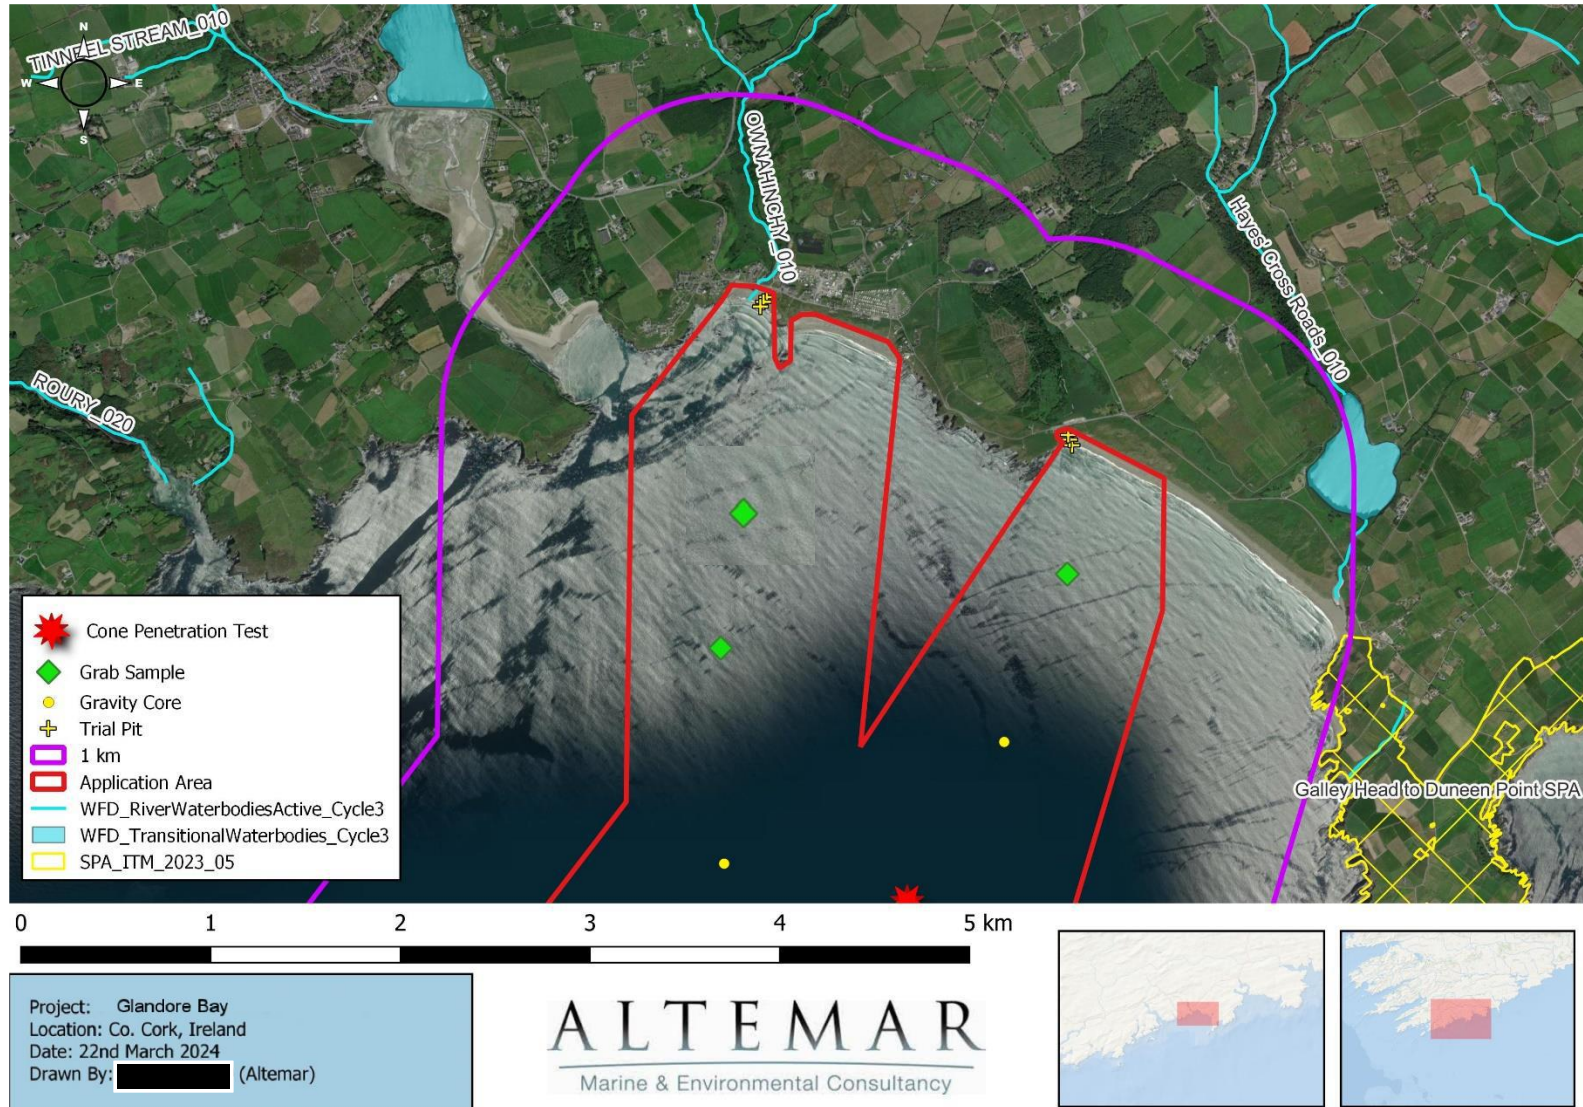 TINNEEL STREAM_010
N
W
E
S
OWNAHINCHY_010
Hayes' Cross Roads_010
ROURY_020
Galley Head to Duneen Point SPA
Cone Penetration Test
Grab Sample
Gravity Core
Trial Pit
1 km
Application Area
WFD_RiverWaterbodiesActive_Cycle3
WFD_TransitionalWaterbodies_Cycle3
SPA_ITM_2023_05
0 1 2 3 4 5 km
Project: Glandore Bay
Location: Co. Cork, Ireland
Date: 22nd March 2024
Drawn By: (Altemar)
ALTEMAR
Marine & Environmental Consultancy